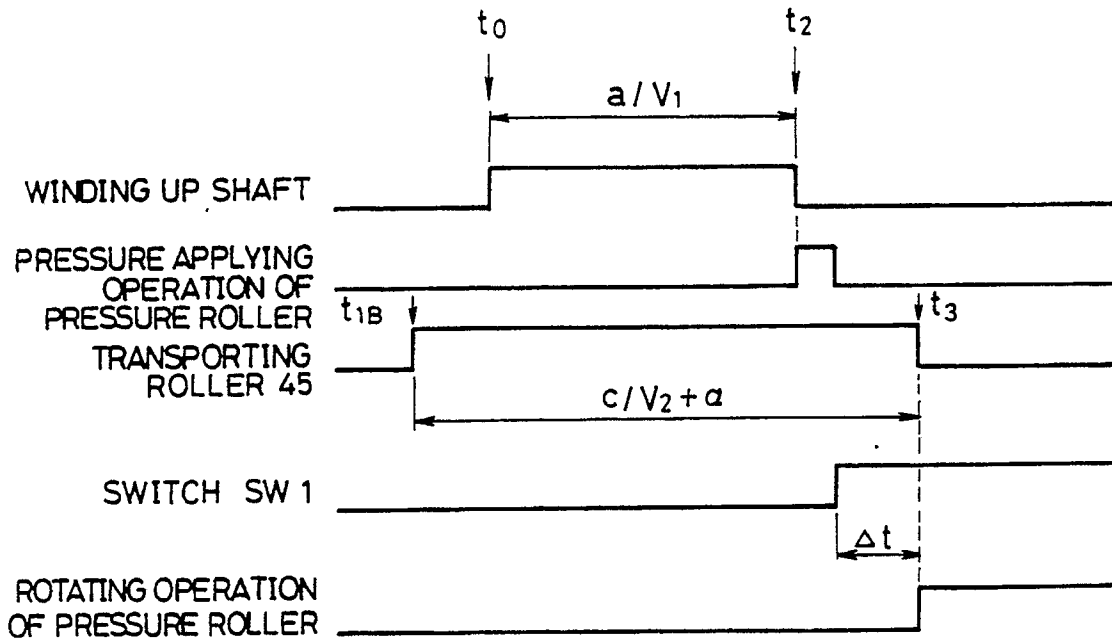 t0 t2
a / V1
WINDING UP SHAFT
PRESSURE APPLYING
OPERATION OF
PRESSURE ROLLER
t1B t3
TRANSPORTING
ROLLER 45
c / V2 + α
SWITCH SW 1
Δt
ROTATING OPERATION
OF PRESSURE ROLLER